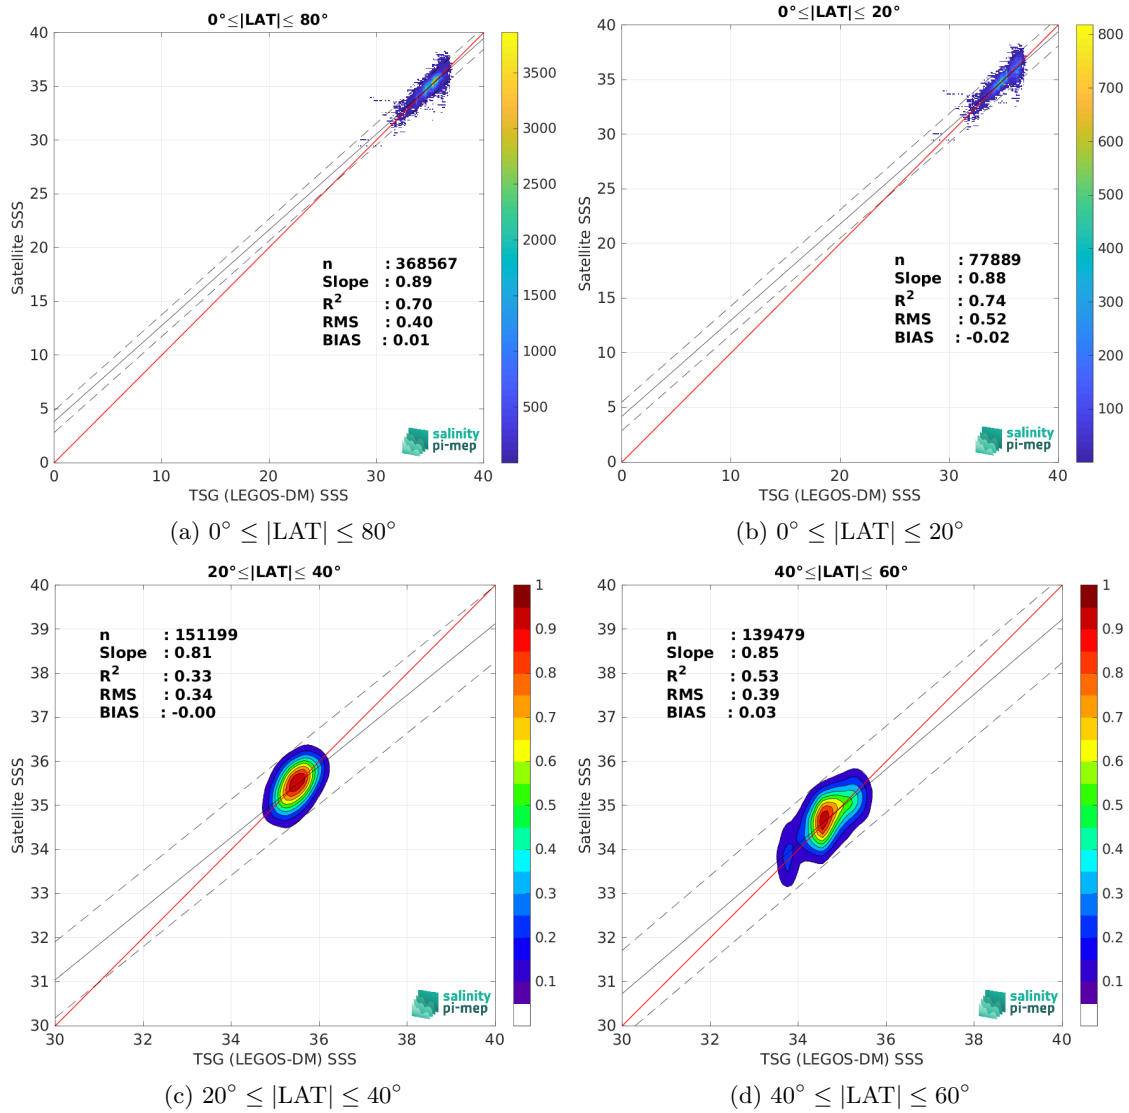 0°≤|LAT|≤ 80°
40
35
30
25
20
15
10
5
0
Satellite SSS
0
10
20
30
40
TSG (LEGOS-DM) SSS
n : 368567
Slope : 0.89
R² : 0.70
RMS : 0.40
BIAS : 0.01
salinity
pi-mep
3500
3000
2500
2000
1500
1000
500
(a) 0° ≤ |LAT| ≤ 80°
0°≤|LAT|≤ 20°
40
35
30
25
20
15
10
5
0
Satellite SSS
0
10
20
30
40
TSG (LEGOS-DM) SSS
n : 77889
Slope : 0.88
R² : 0.74
RMS : 0.52
BIAS : -0.02
salinity
pi-mep
800
700
600
500
400
300
200
100
(b) 0° ≤ |LAT| ≤ 20°
20°≤|LAT|≤ 40°
40
39
38
37
36
35
34
33
32
31
30
Satellite SSS
30
32
34
36
38
40
TSG (LEGOS-DM) SSS
n : 151199
Slope : 0.81
R² : 0.33
RMS : 0.34
BIAS : -0.00
salinity
pi-mep
1
0.9
0.8
0.7
0.6
0.5
0.4
0.3
0.2
0.1
(c) 20° ≤ |LAT| ≤ 40°
40°≤|LAT|≤ 60°
40
39
38
37
36
35
34
33
32
31
30
Satellite SSS
30
32
34
36
38
40
TSG (LEGOS-DM) SSS
n : 139479
Slope : 0.85
R² : 0.53
RMS : 0.39
BIAS : 0.03
salinity
pi-mep
1
0.9
0.8
0.7
0.6
0.5
0.4
0.3
0.2
0.1
(d) 40° ≤ |LAT| ≤ 60°